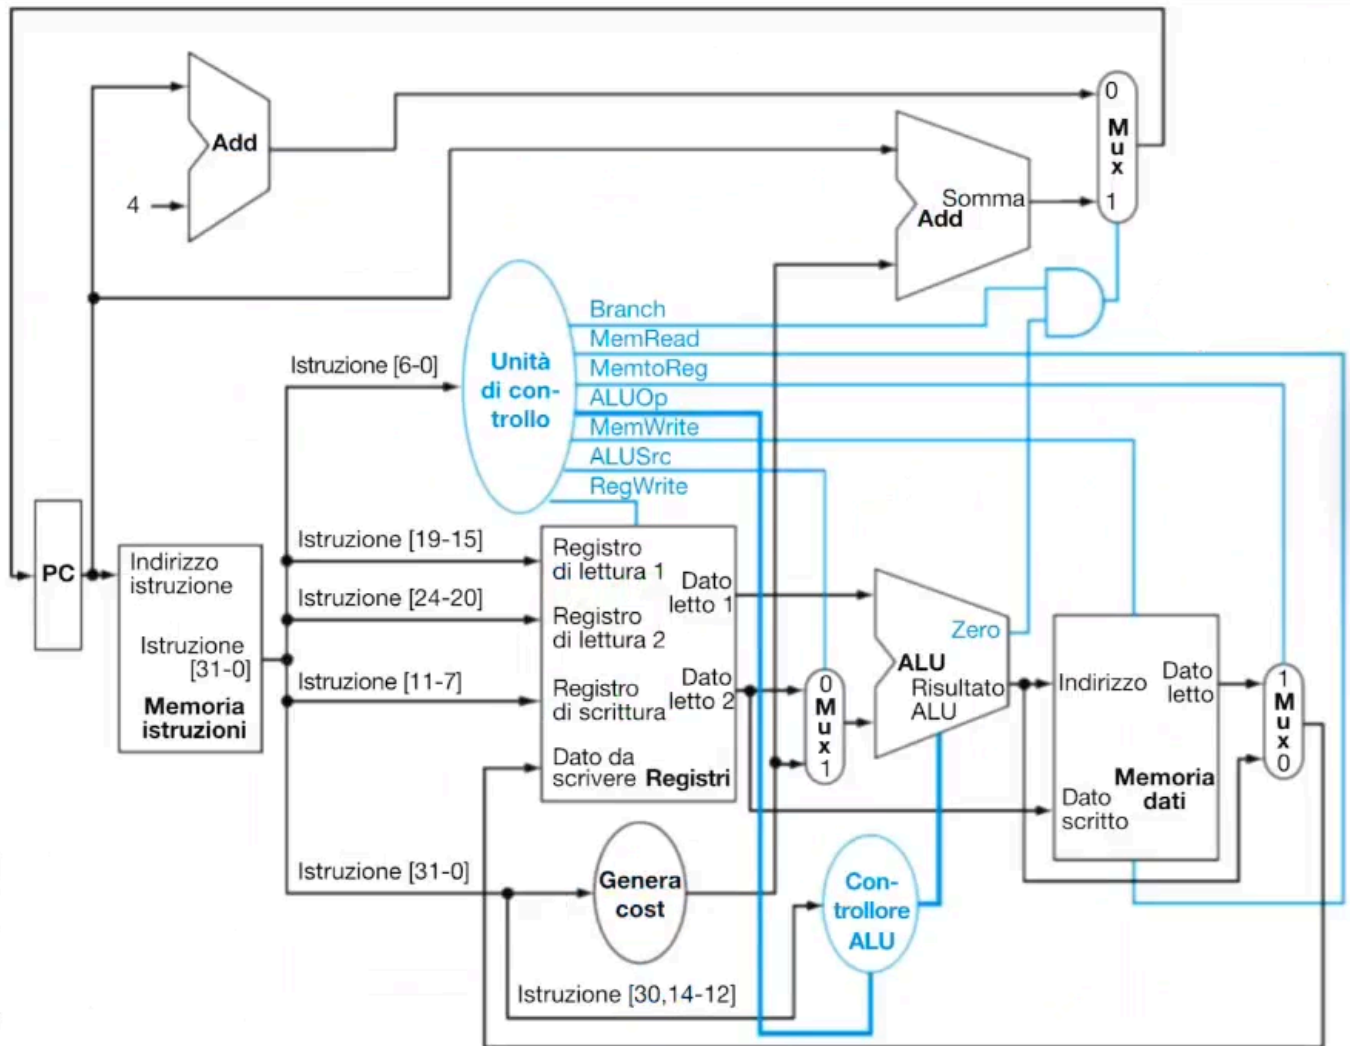 Add
4
0
M
u
x
1
Somma
Add
Branch
MemRead
MemtoReg
ALUOp
MemWrite
ALUSrc
RegWrite
Unità
di con-
trollo
Istruzione [6-0]
PC
Indirizzo
istruzione
Istruzione
[31-0]
Memoria
istruzioni
Istruzione [19-15]
Istruzione [24-20]
Istruzione [11-7]
Istruzione [31-0]
Registro
di lettura 1
Registro
di lettura 2
Registro
di scrittura
Dato da
scrivere
Registri
Dato
letto 1
Dato
letto 2
0
M
u
x
1
Zero
ALU
Risultato
ALU
Indirizzo
Dato
letto
Dato
scritto
Memoria
dati
1
M
u
x
0
Genera
cost
Con-
trollore
ALU
Istruzione [30,14-12]